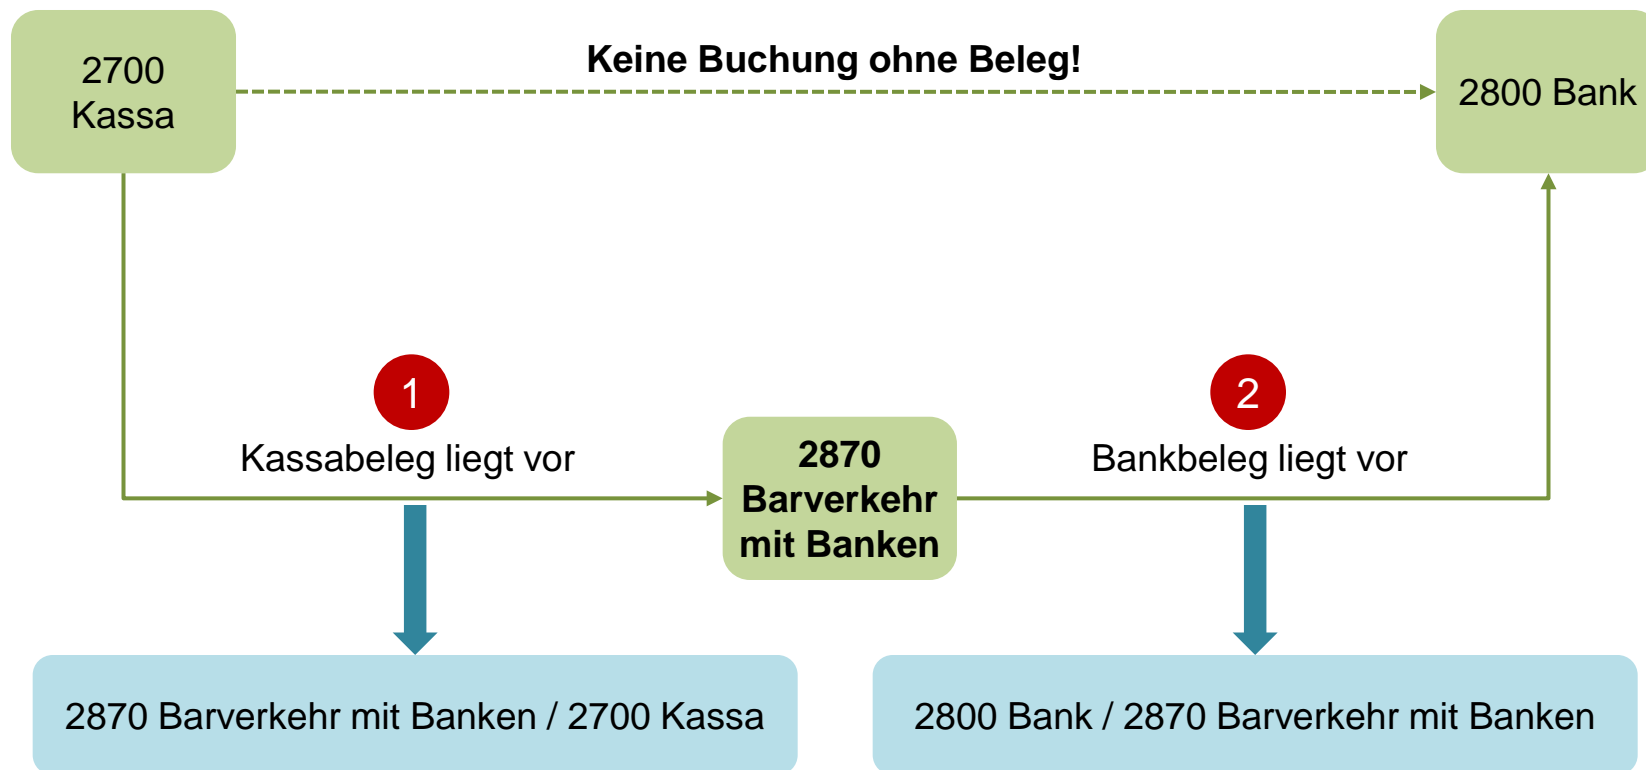 2700
Kassa
Keine Buchung ohne Beleg!
2800 Bank
1
Kassabeleg liegt vor
2870
Barverkehr
mit Banken
2
Bankbeleg liegt vor
2870 Barverkehr mit Banken / 2700 Kassa
2800 Bank / 2870 Barverkehr mit Banken